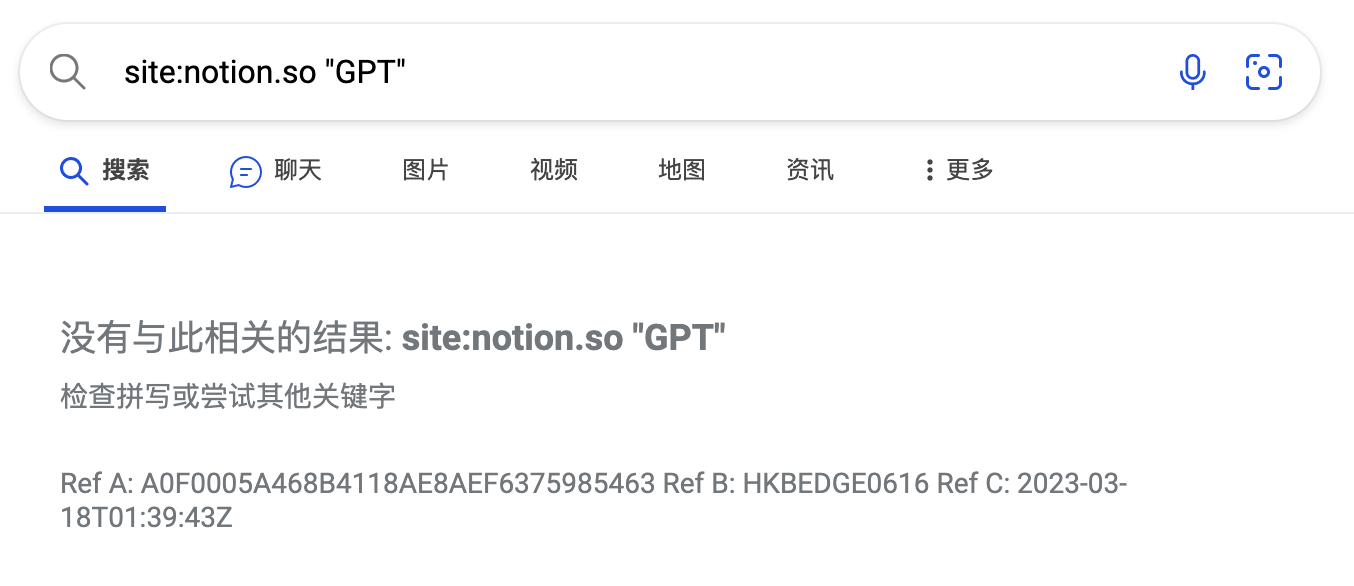 site:notion.so "GPT"
搜索 聊天 图片 视频 地图 资讯 更多
没有与此相关的结果: site:notion.so "GPT"
检查拼写或尝试其他关键字
Ref A: A0F0005A468B4118AE8AEF6375985463 Ref B: HKBEDGE0616 Ref C: 2023-03-
18T01:39:43Z